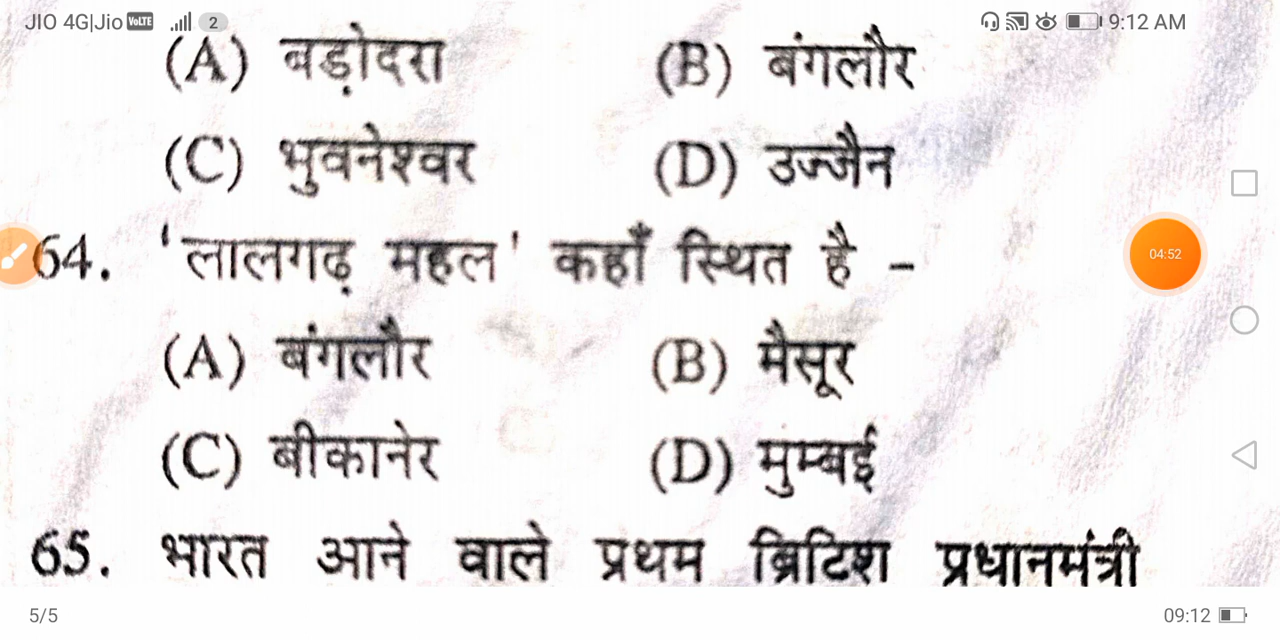 JIO 4G|Jio VoLTE 2 9:12 AM
(A) बड़ोदरा (B) बंगलौर
(C) भुवनेश्वर (D) उज्जैन
64. 'लालगढ़ महल' कहाँ स्थित है –
04:52
(A) बंगलौर (B) मैसूर
(C) बीकानेर (D) मुम्बई
65. भारत आने वाले प्रथम ब्रिटिश प्रधानमंत्री
5/5 09:12